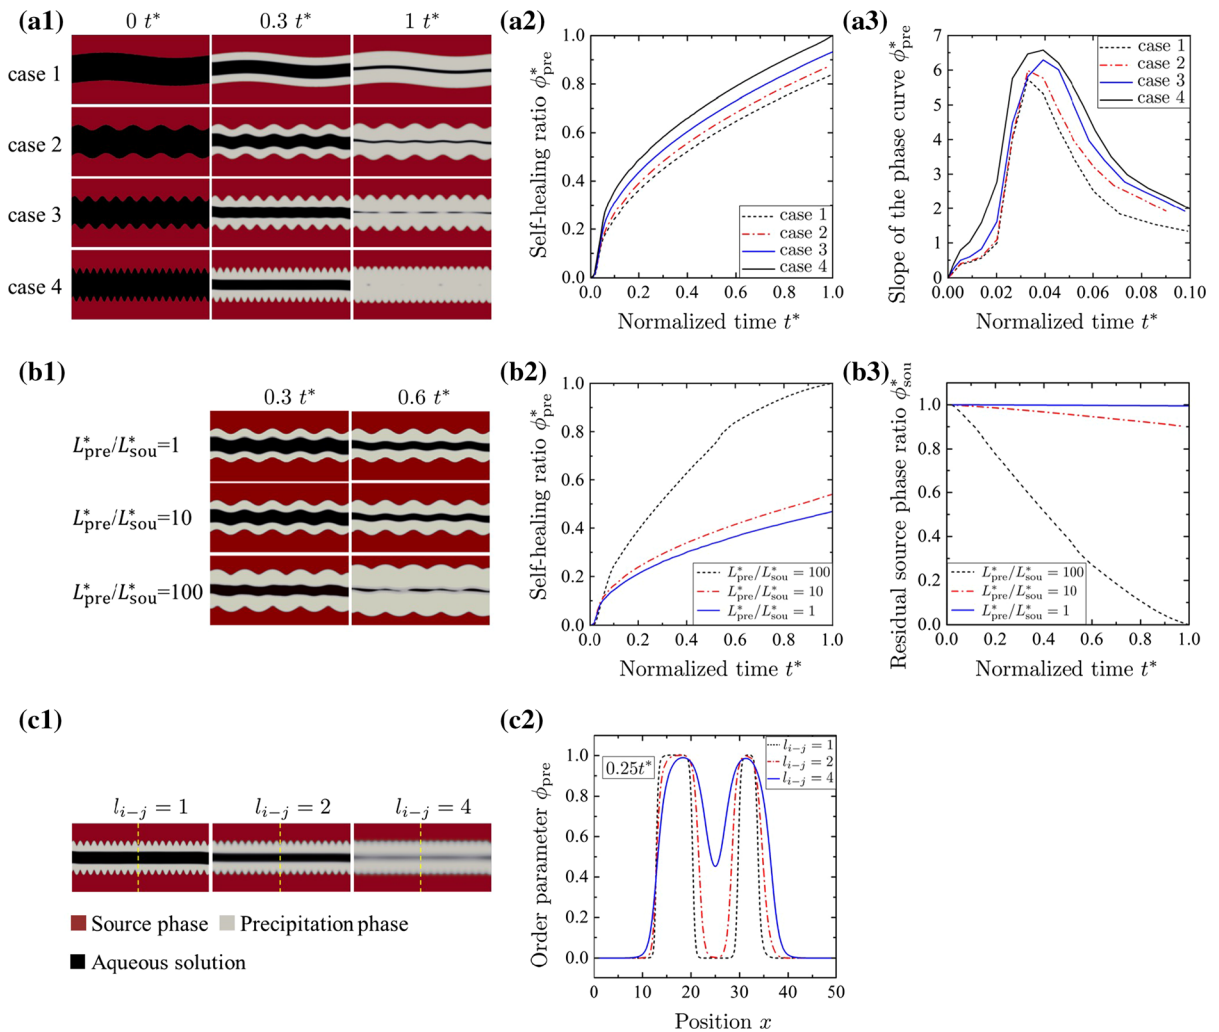 (a1)
0 t* 0.3 t* 1 t*
case 1
case 2
case 3
case 4
(a2)
Self-healing ratio ϕ*pre
1.0
0.8
0.6
0.4
0.2
0.0
0.0 0.2 0.4 0.6 0.8 1.0
Normalized time t*
case 1
case 2
case 3
case 4
(a3)
Slope of the phase curve ϕ*pre
7
6
5
4
3
2
1
0
0.00 0.02 0.04 0.06 0.08 0.10
Normalized time t*
case 1
case 2
case 3
case 4
(b1)
0.3 t* 0.6 t*
L*pre/L*sou=1
L*pre/L*sou=10
L*pre/L*sou=100
(b2)
Self-healing ratio ϕ*pre
1.0
0.8
0.6
0.4
0.2
0.0
0.0 0.2 0.4 0.6 0.8 1.0
Normalized time t*
L*pre/L*sou = 100
L*pre/L*sou = 10
L*pre/L*sou = 1
(b3)
Residual source phase ratio ϕ*sou
1.0
0.8
0.6
0.4
0.2
0.0
0.0 0.2 0.4 0.6 0.8 1.0
Normalized time t*
L*pre/L*sou = 100
L*pre/L*sou = 10
L*pre/L*sou = 1
(c1)
li−j = 1 li−j = 2 li−j = 4
Source phase Precipitation phase
Aqueous solution
(c2)
Order parameter ϕpre
1.0
0.8
0.6
0.4
0.2
0.0
0 10 20 30 40 50
Position x
0.25t*
li−j = 1
li−j = 2
li−j = 4